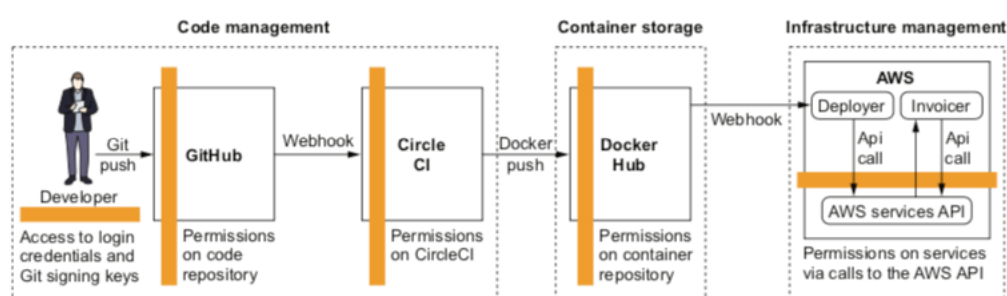 Code management
Container storage
Infrastructure management
AWS
Deployer
Invoicer
Git
push
GitHub
Webhook
Circle
CI
Docker
push
Docker
Hub
Webhook
Api
call
Api
call
AWS services API
Developer
Access to login
credentials and
Git signing keys
Permissions
on code
repository
Permissions
on CircleCI
Permissions
on container
repository
Permissions on services
via calls to the AWS API